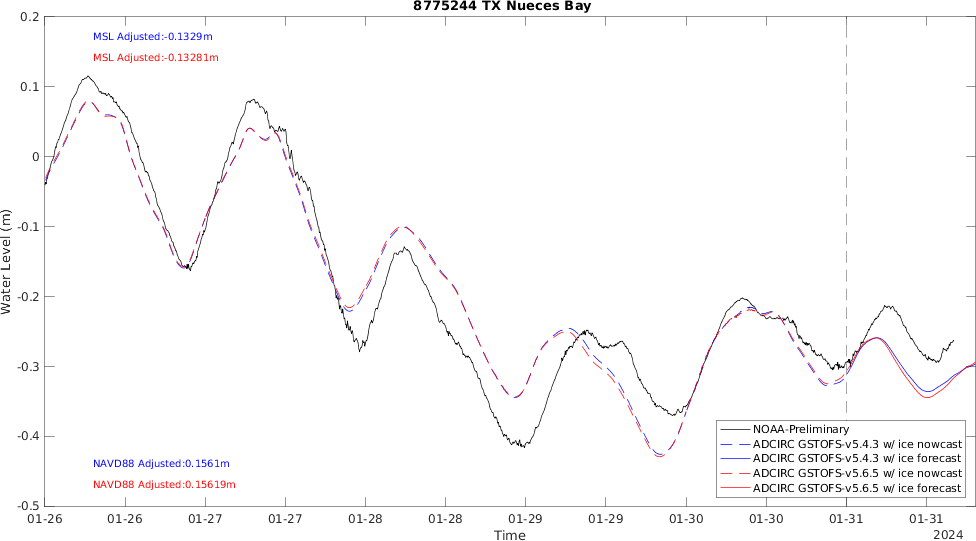 8775244 TX Nueces Bay
0.2
0.1
0
-0.1
-0.2
-0.3
-0.4
-0.5
Water Level (m)
MSL Adjusted:-0.1329m
MSL Adjusted:-0.13281m
NAVD88 Adjusted:0.1561m
NAVD88 Adjusted:0.15619m
NOAA-Preliminary
ADCIRC GSTOFS-v5.4.3 w/ ice nowcast
ADCIRC GSTOFS-v5.4.3 w/ ice forecast
ADCIRC GSTOFS-v5.6.5 w/ ice nowcast
ADCIRC GSTOFS-v5.6.5 w/ ice forecast
01-26 01-26 01-27 01-27 01-28 01-28 01-29 01-29 01-30 01-30 01-31 01-31
Time
2024